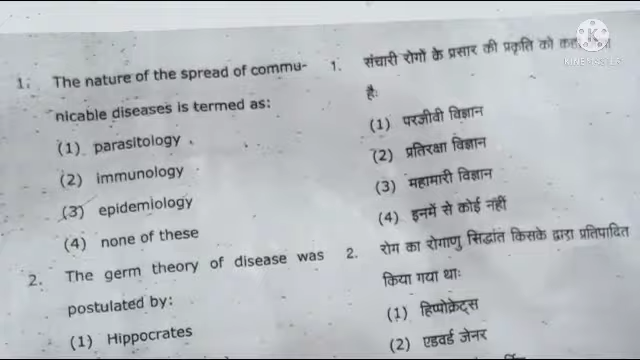 KINEMASTER
1. The nature of the spread of commu-
nicable diseases is termed as:
(1) parasitology
(2) immunology
(3) epidemiology
(4) none of these
2. The germ theory of disease was
postulated by:
(1) Hippocrates
1. संचारी रोगों के प्रसार की प्रकृति को
है:
(1) परजीवी विज्ञान
(2) प्रतिरक्षा विज्ञान
(3) महामारी विज्ञान
(4) इनमें से कोई नहीं
2. रोग का रोगाणु सिद्धांत किसके द्वारा प्रतिपादित
किया गया था:
(1) हिप्पोक्रेट्स
(2) एडवर्ड जेनर